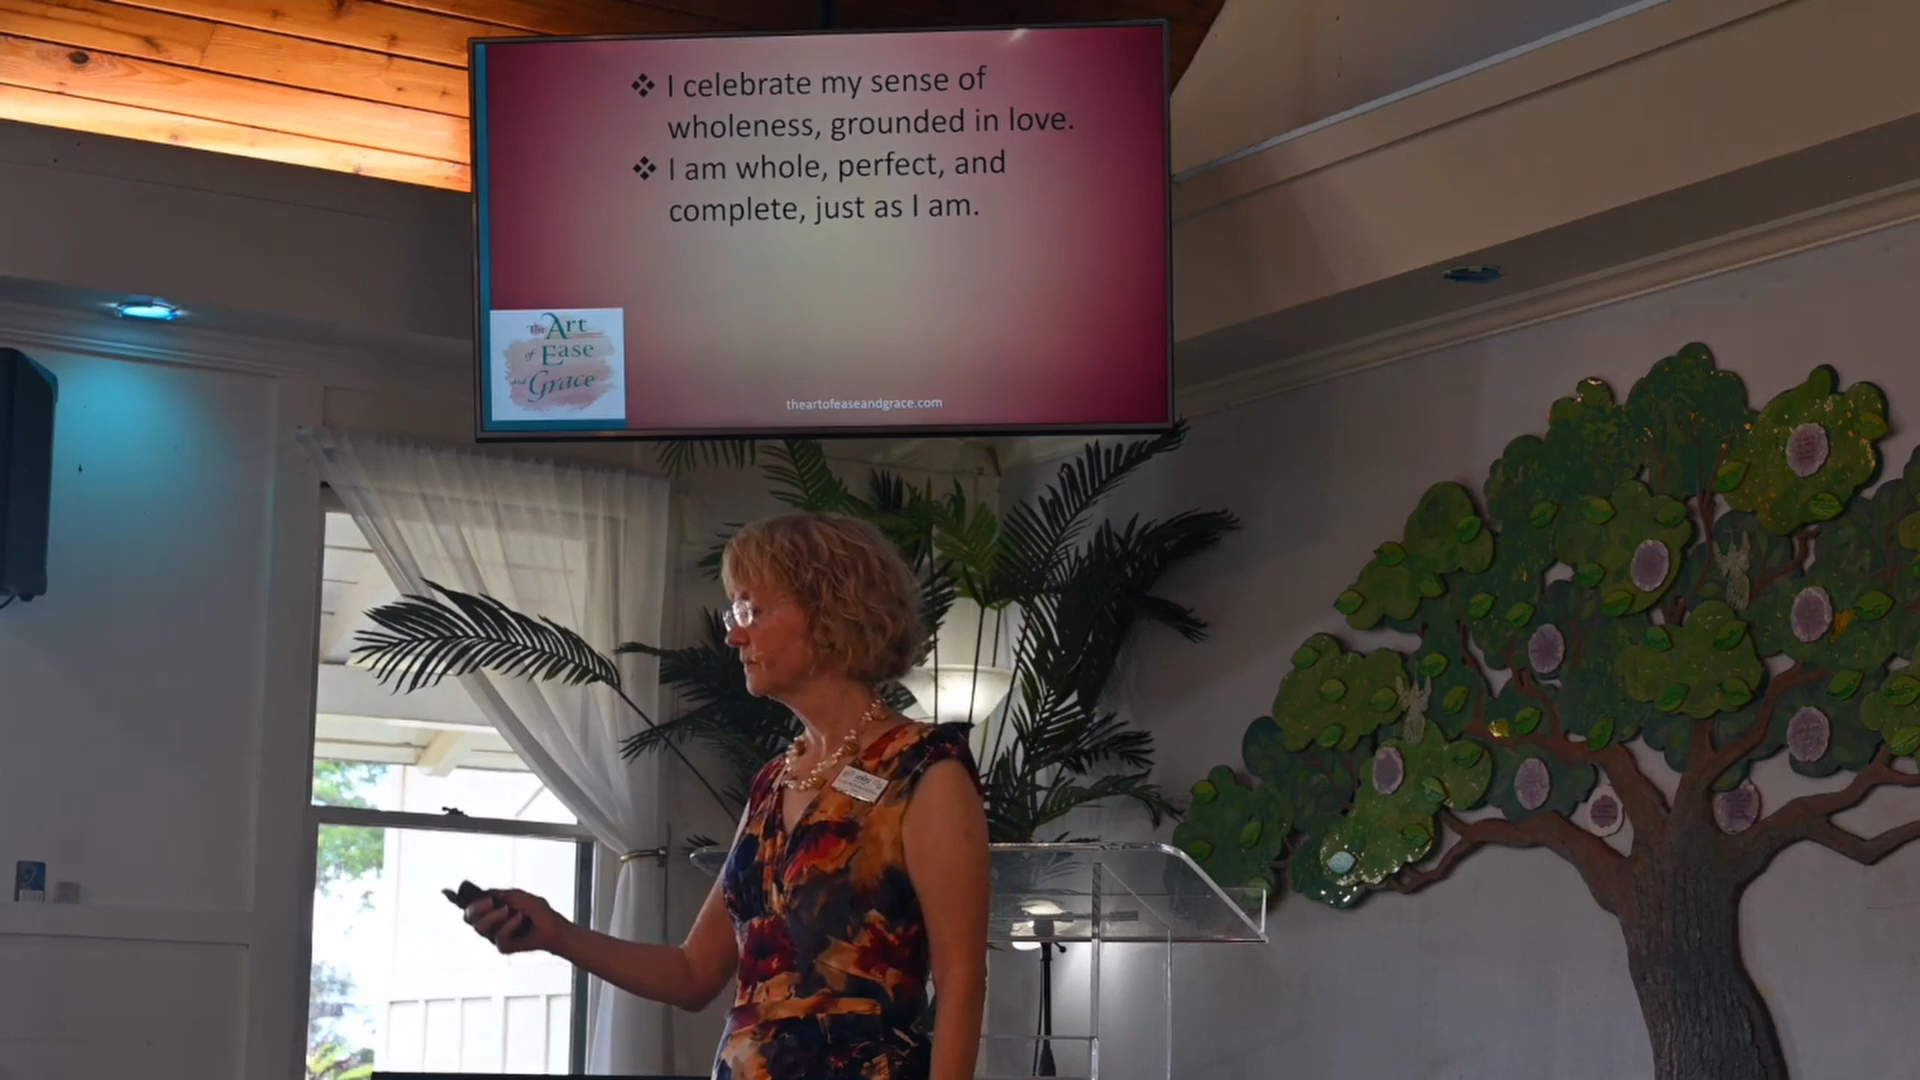 ❖ I celebrate my sense of
wholeness, grounded in love.
❖ I am whole, perfect, and
complete, just as I am.
The Art
of Ease
and Grace
theartofeaseandgrace.com